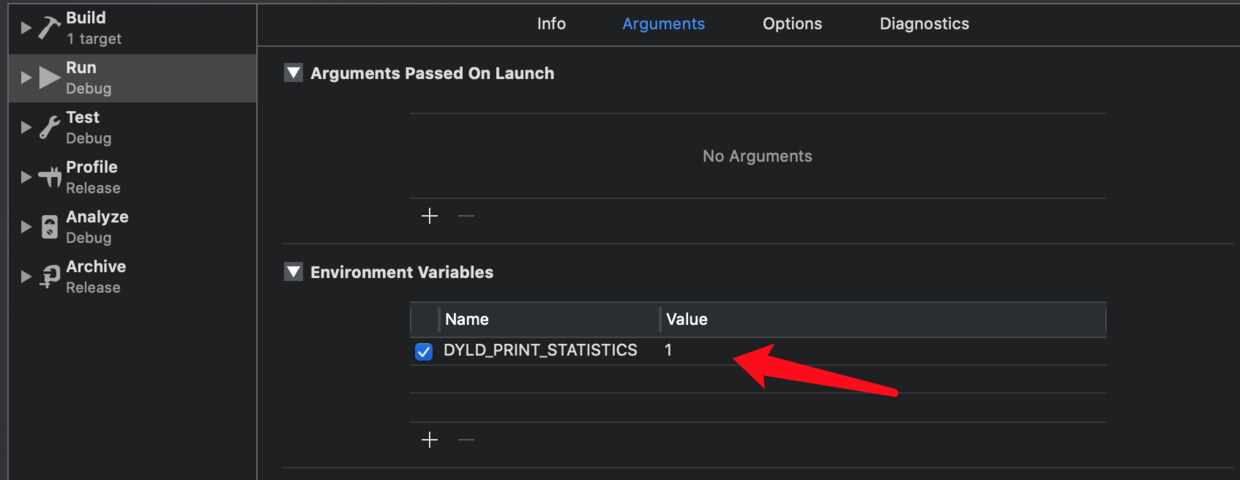 Build
1 target
Run
Debug
Test
Debug
Profile
Release
Analyze
Debug
Archive
Release
Info Arguments Options Diagnostics
Arguments Passed On Launch
No Arguments
Environment Variables
Name Value
DYLD_PRINT_STATISTICS 1